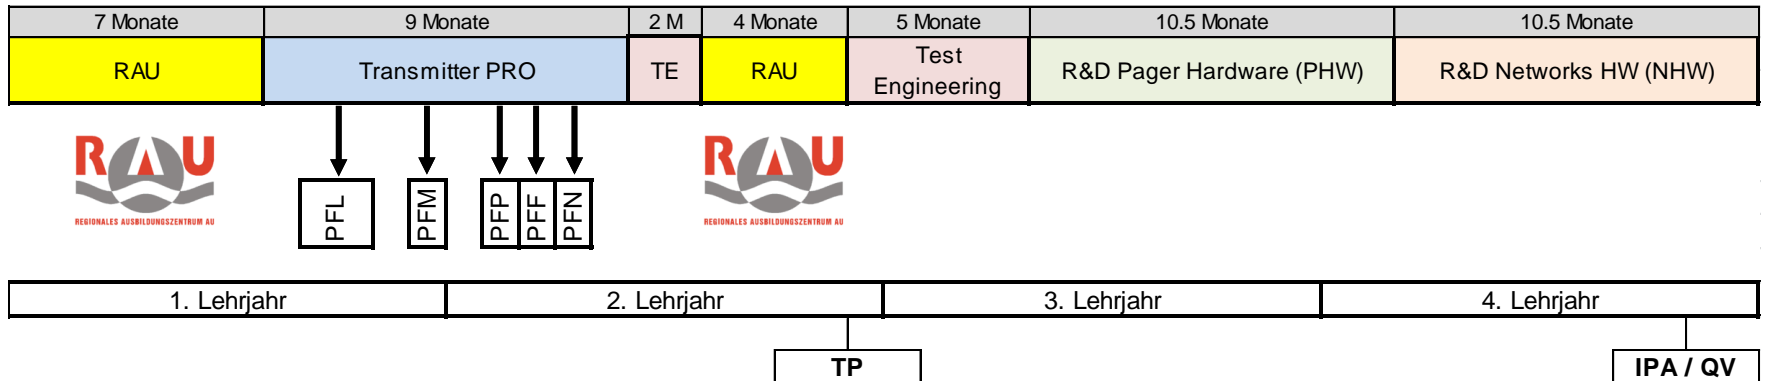 7 Monate 9 Monate 2 M 4 Monate 5 Monate 10.5 Monate 10.5 Monate
RAU Transmitter PRO TE RAU Test Engineering R&D Pager Hardware (PHW) R&D Networks HW (NHW)
RAU RAU
REGIONALES AUSBILDUNGSZENTRUM AU REGIONALES AUSBILDUNGSZENTRUM AU
PFL PFM PFP PFF PFN
1. Lehrjahr 2. Lehrjahr 3. Lehrjahr 4. Lehrjahr
TP IPA / QV